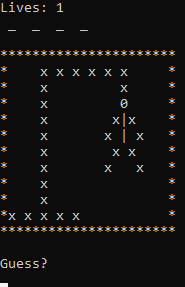 Lives: 1
_ _ _ _
**********************
*   x x x x x x     *
*   x         x     *
*   x         0     *
*   x        x|x    *
*   x       x | x   *
*   x        x x    *
*   x       x   x   *
*   x               *
*   x               *
*x x x x x          *
**********************
Guess?